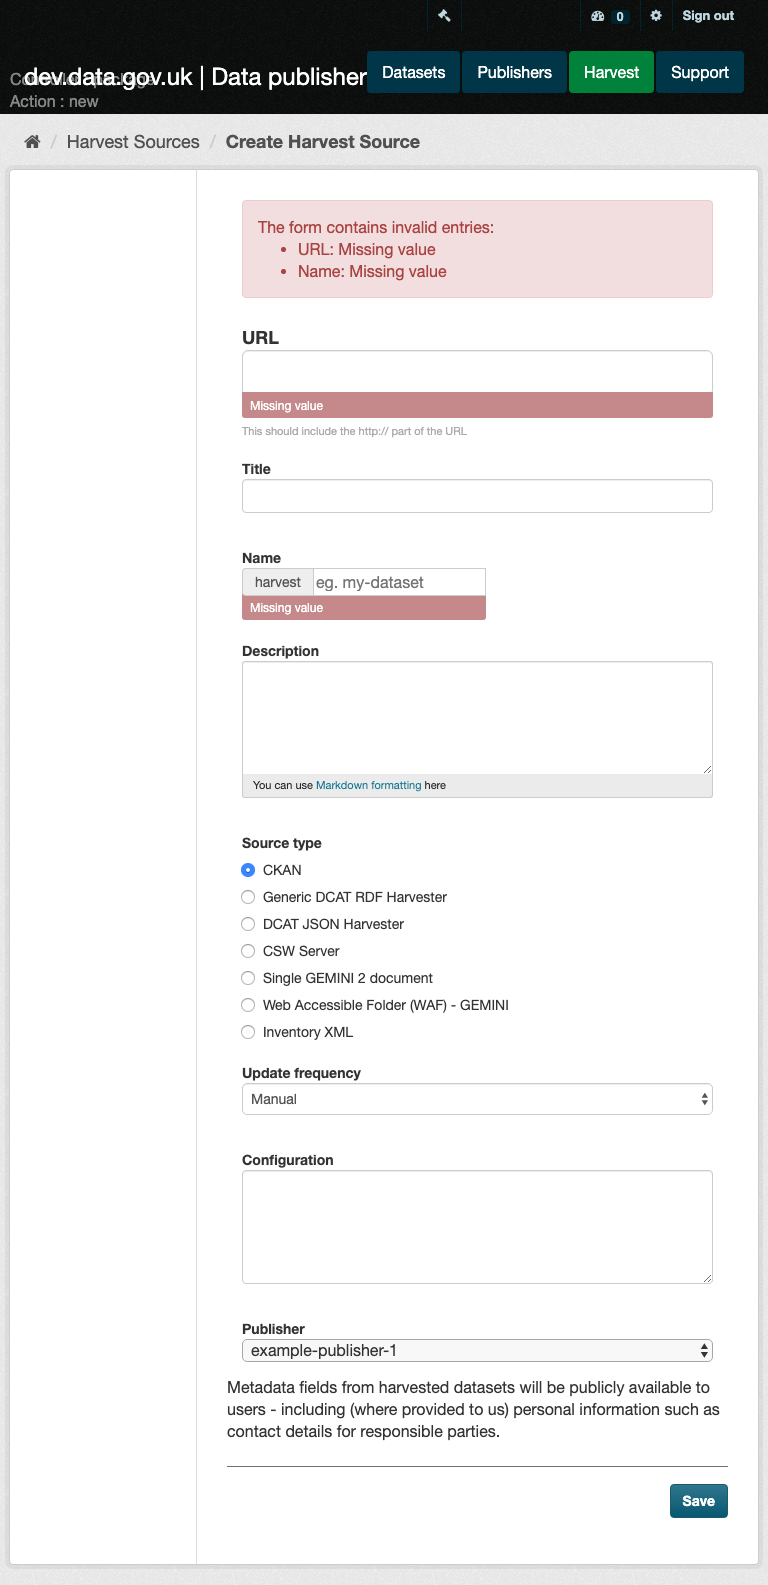 0
Sign out
Controller : package
dev.data.gov.uk | Data publisher
Datasets
Publishers
Harvest
Support
Action : new
/ Harvest Sources / Create Harvest Source
The form contains invalid entries:
• URL: Missing value
• Name: Missing value
URL
Missing value
This should include the http:// part of the URL
Title
Name
harvest
eg. my-dataset
Missing value
Description
You can use Markdown formatting here
Source type
CKAN
Generic DCAT RDF Harvester
DCAT JSON Harvester
CSW Server
Single GEMINI 2 document
Web Accessible Folder (WAF) - GEMINI
Inventory XML
Update frequency
Manual
Configuration
Publisher
example-publisher-1
Metadata fields from harvested datasets will be publicly available to
users - including (where provided to us) personal information such as
contact details for responsible parties.
Save